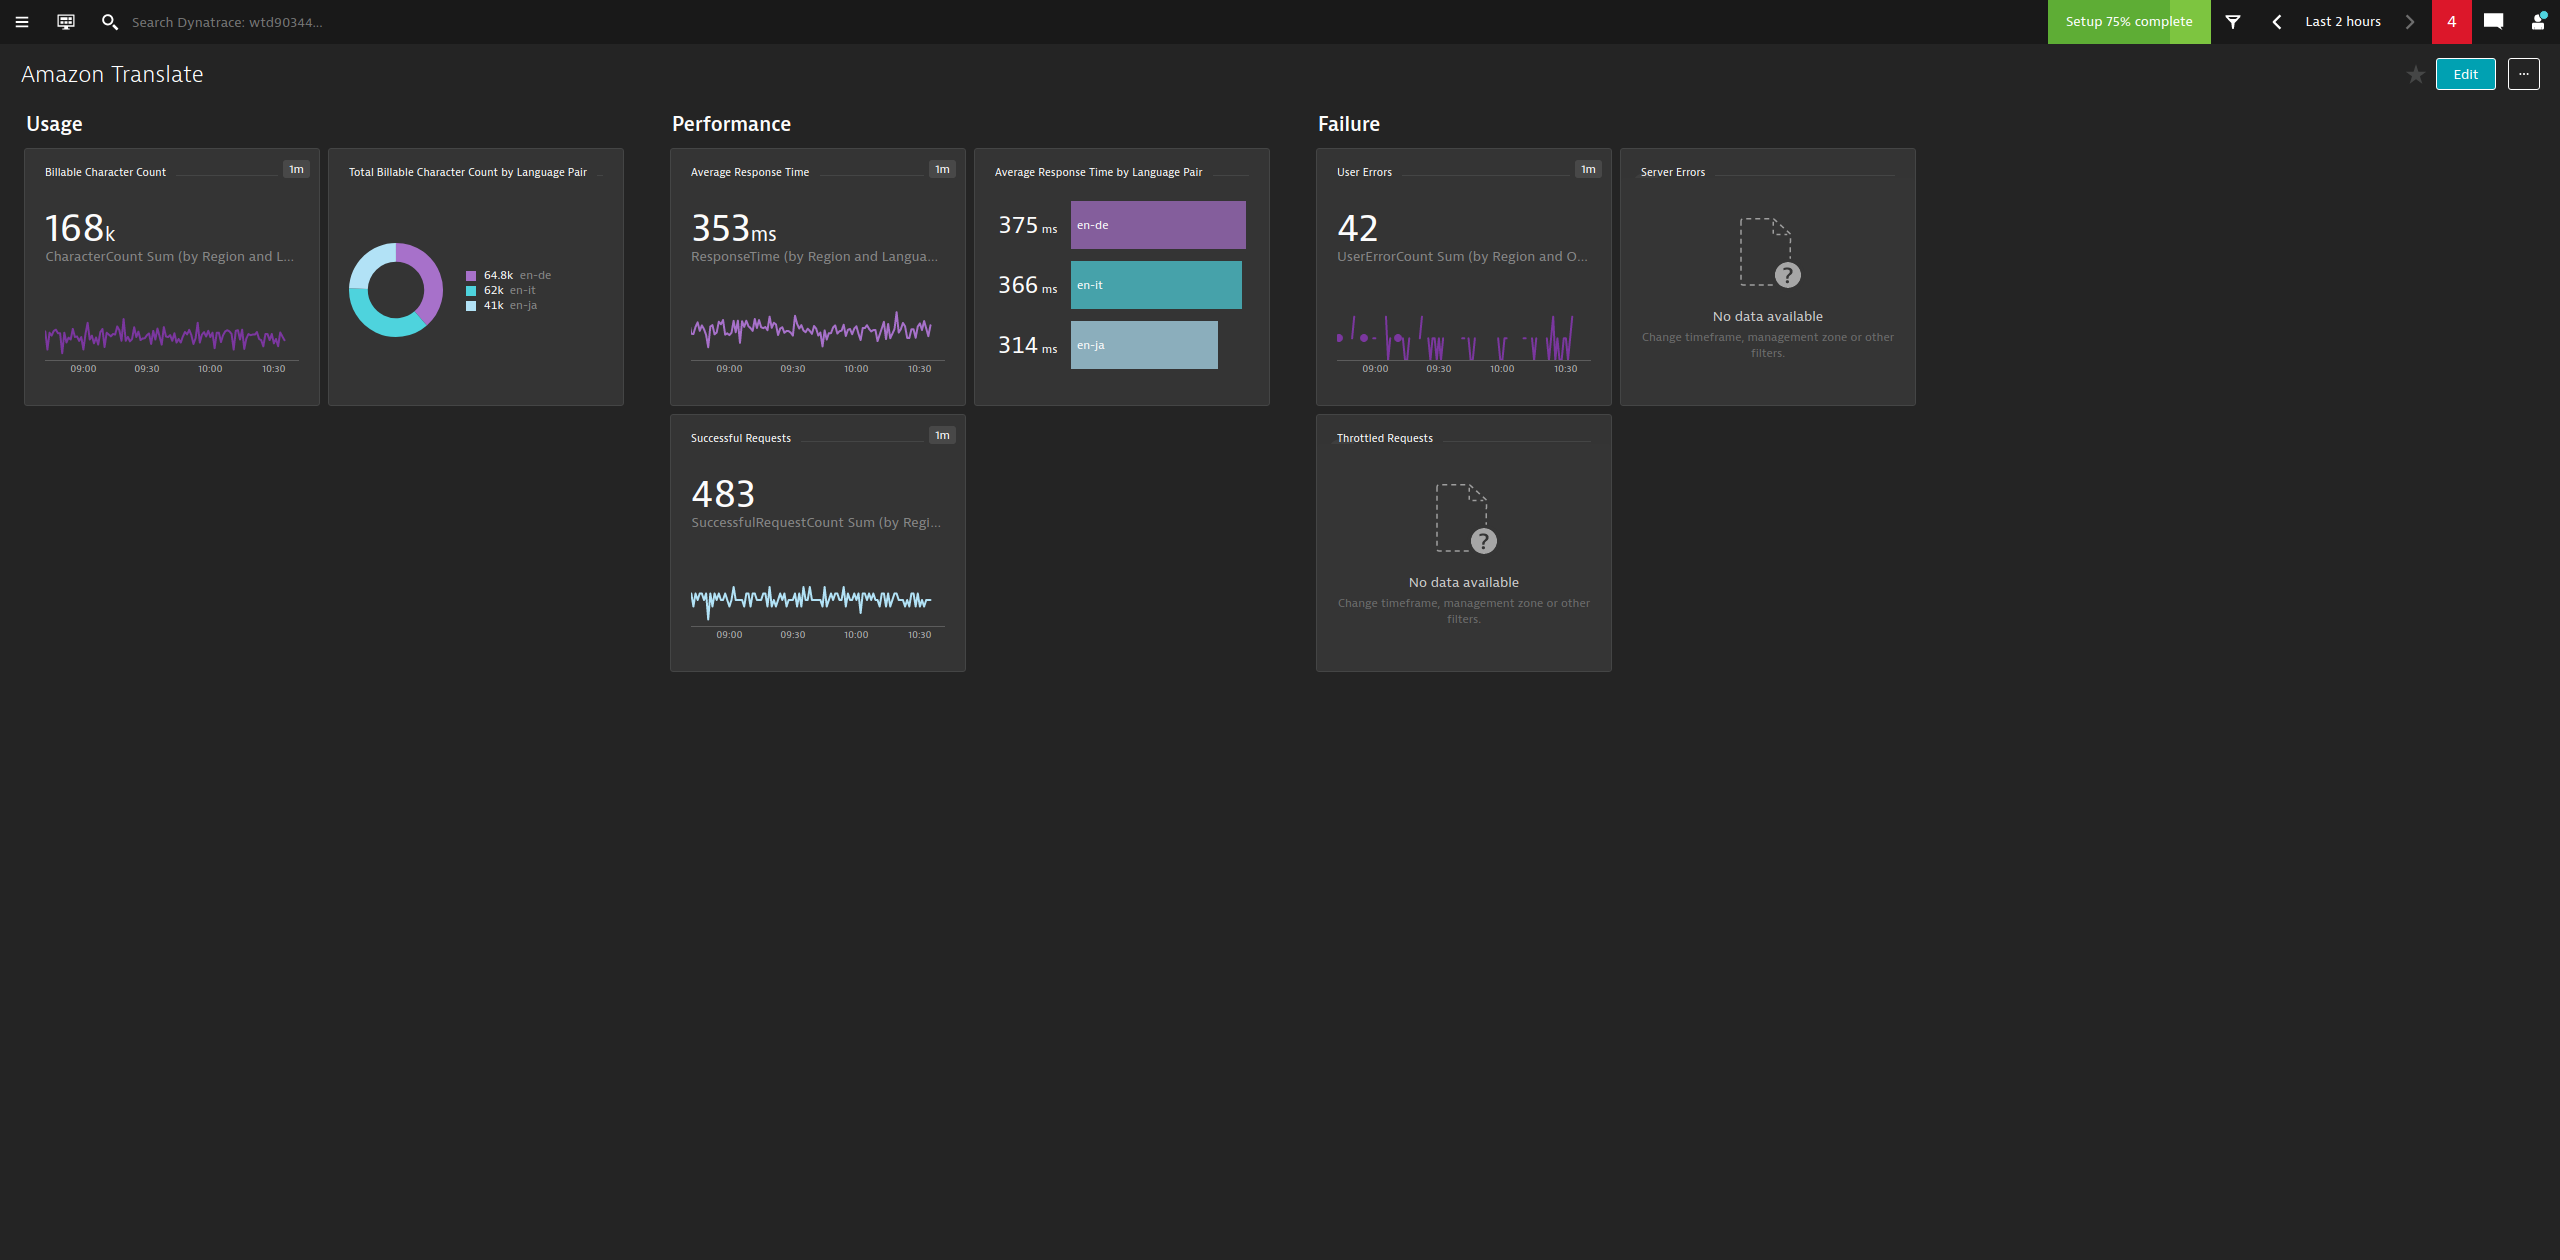 Search Dynatrace: wtd90344...
Setup 75% complete
Last 2 hours
4
Amazon Translate
Edit
...
Usage
Billable Character Count
1m
168k
CharacterCount Sum (by Region and L...
09:00 09:30 10:00 10:30
Total Billable Character Count by Language Pair
64.8k en-de
62k en-it
41k en-ja
Performance
Average Response Time
1m
353ms
ResponseTime (by Region and Langua...
09:00 09:30 10:00 10:30
Average Response Time by Language Pair
375 ms en-de
366 ms en-it
314 ms en-ja
Successful Requests
1m
483
SuccessfulRequestCount Sum (by Regi...
09:00 09:30 10:00 10:30
Failure
User Errors
1m
42
UserErrorCount Sum (by Region and O...
09:00 09:30 10:00 10:30
Server Errors
?
No data available
Change timeframe, management zone or other
filters.
Throttled Requests
?
No data available
Change timeframe, management zone or other
filters.